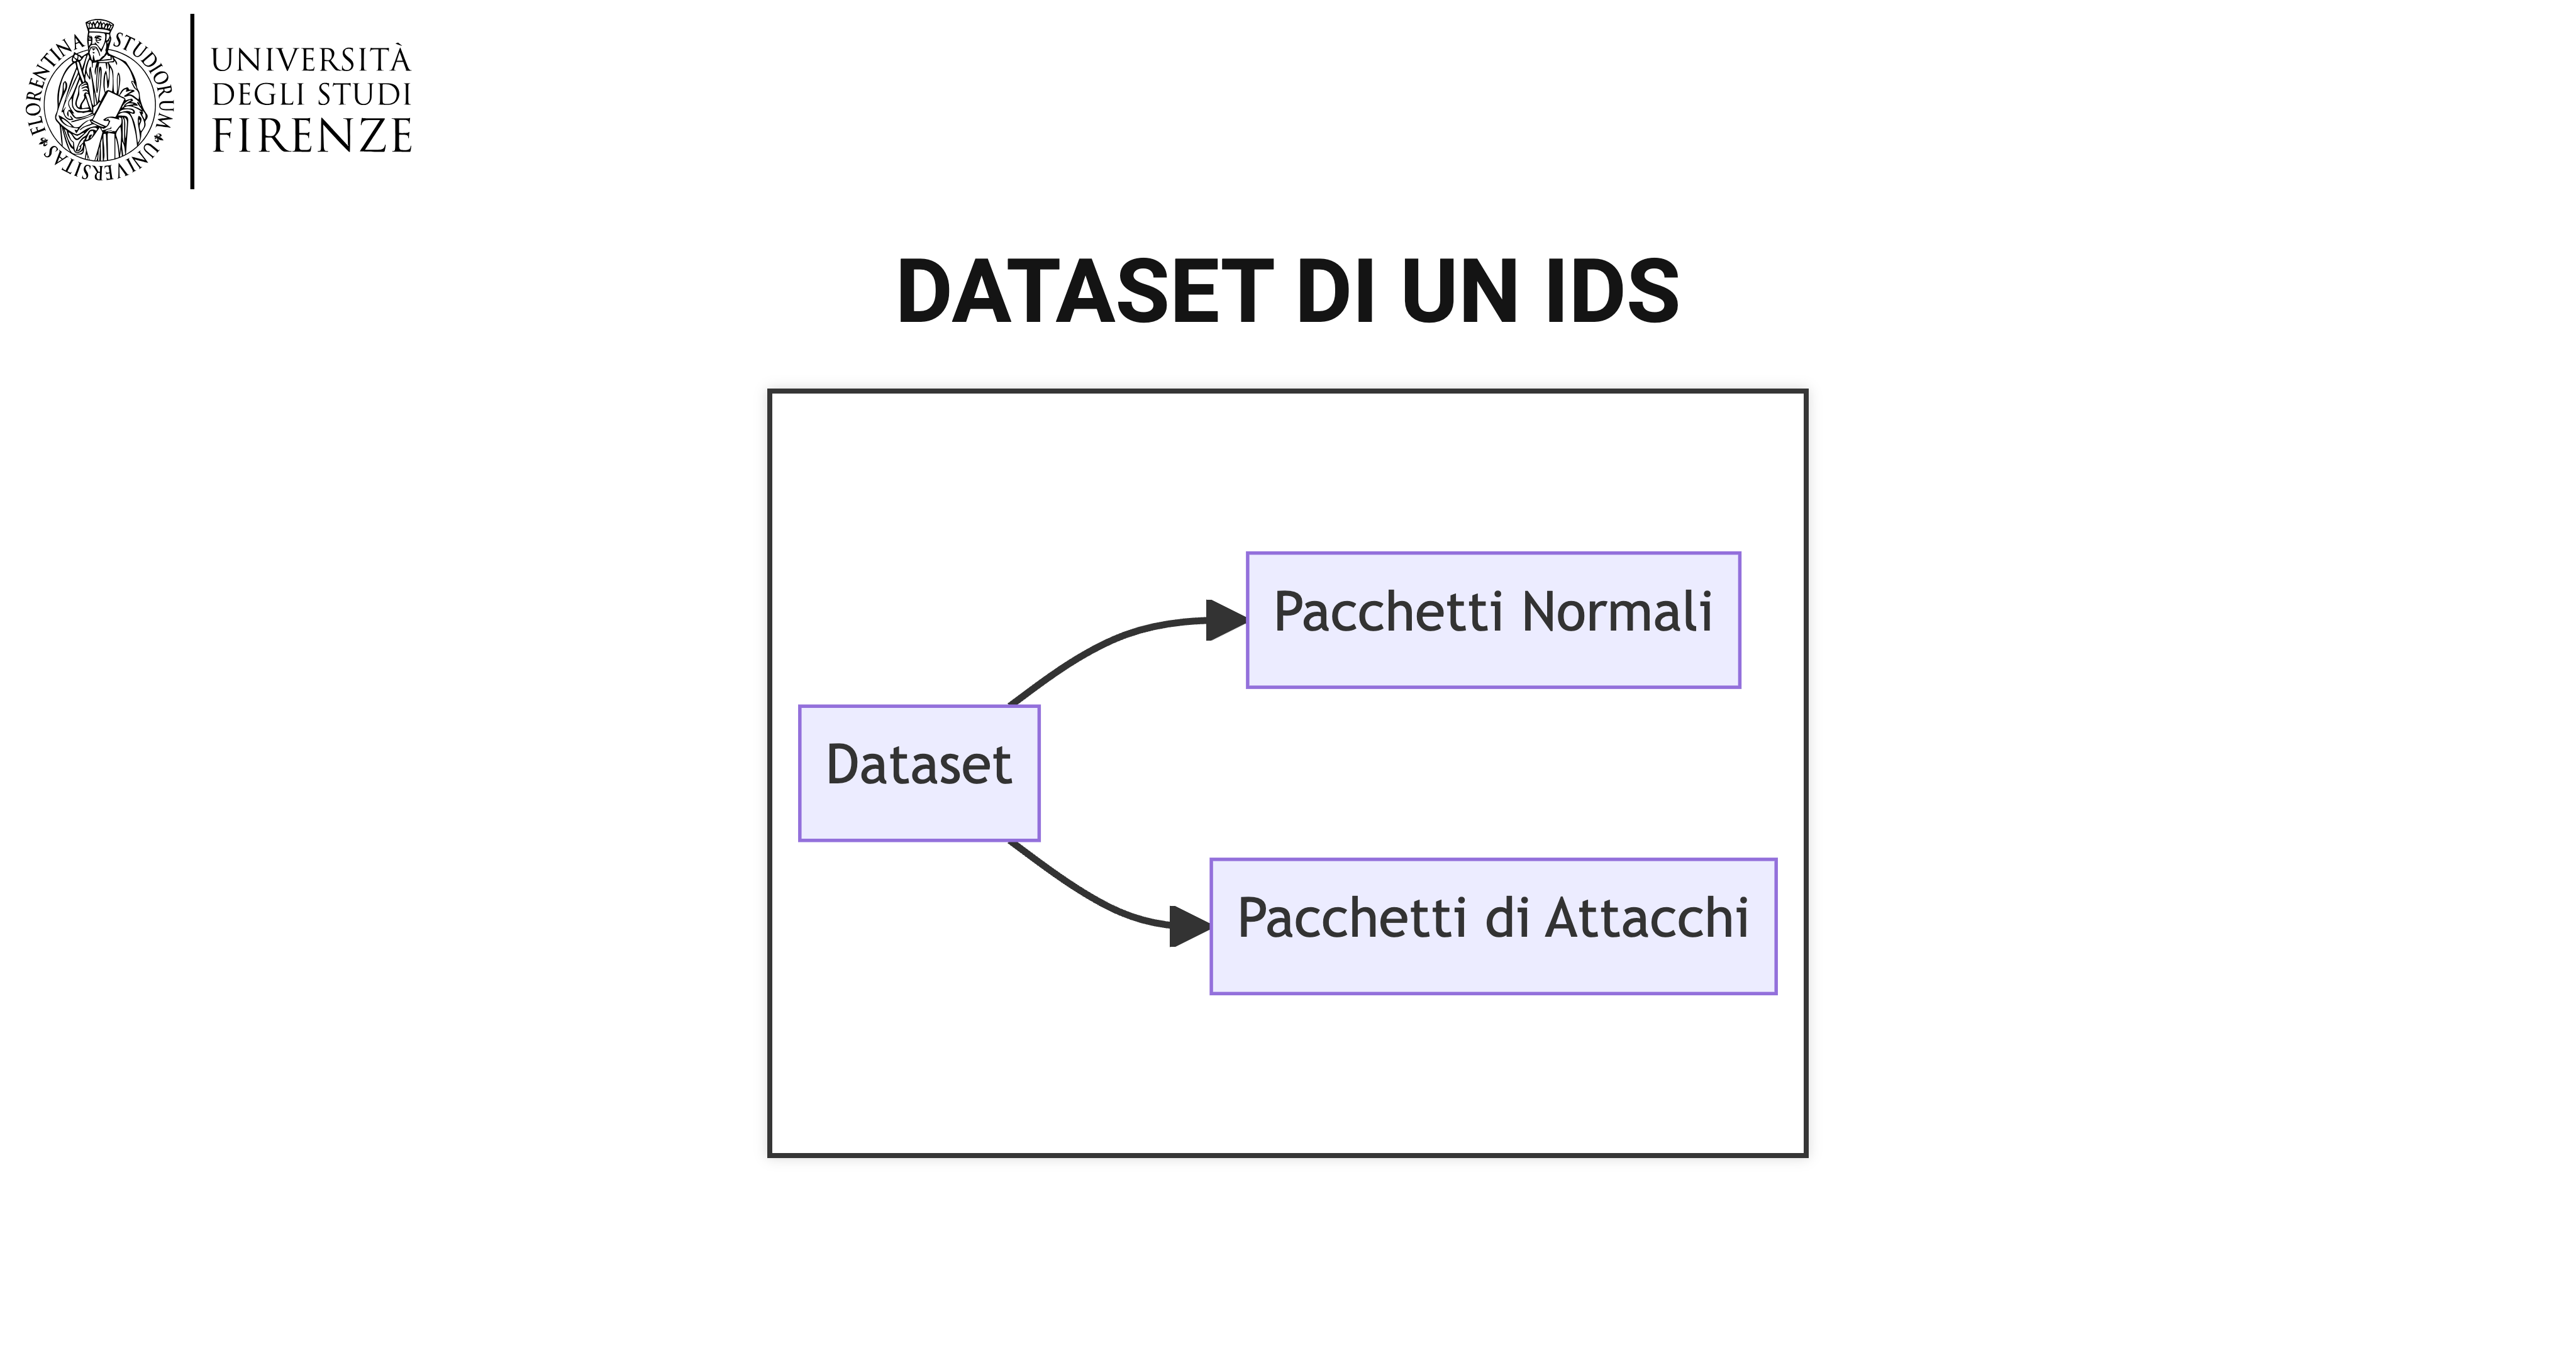 FLORENTINA STUDIORUM UNIVERSITAS
UNIVERSITÀ
DEGLI STUDI
FIRENZE
DATASET DI UN IDS
Pacchetti Normali
Dataset
Pacchetti di Attacchi